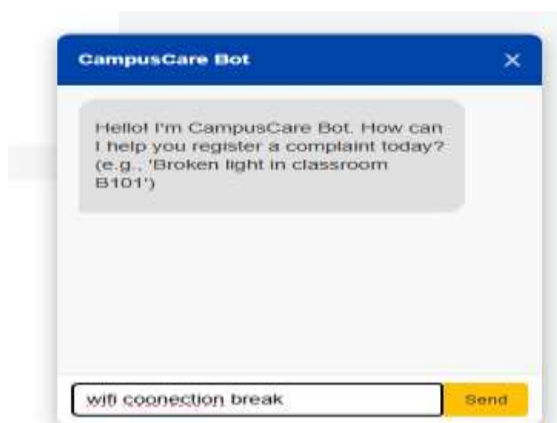 CampusCare Bot
Hello! I'm CampusCare Bot. How can
I help you register a complaint today?
(e.g., 'Broken light in classroom
B101')
wifi coonection break
Send